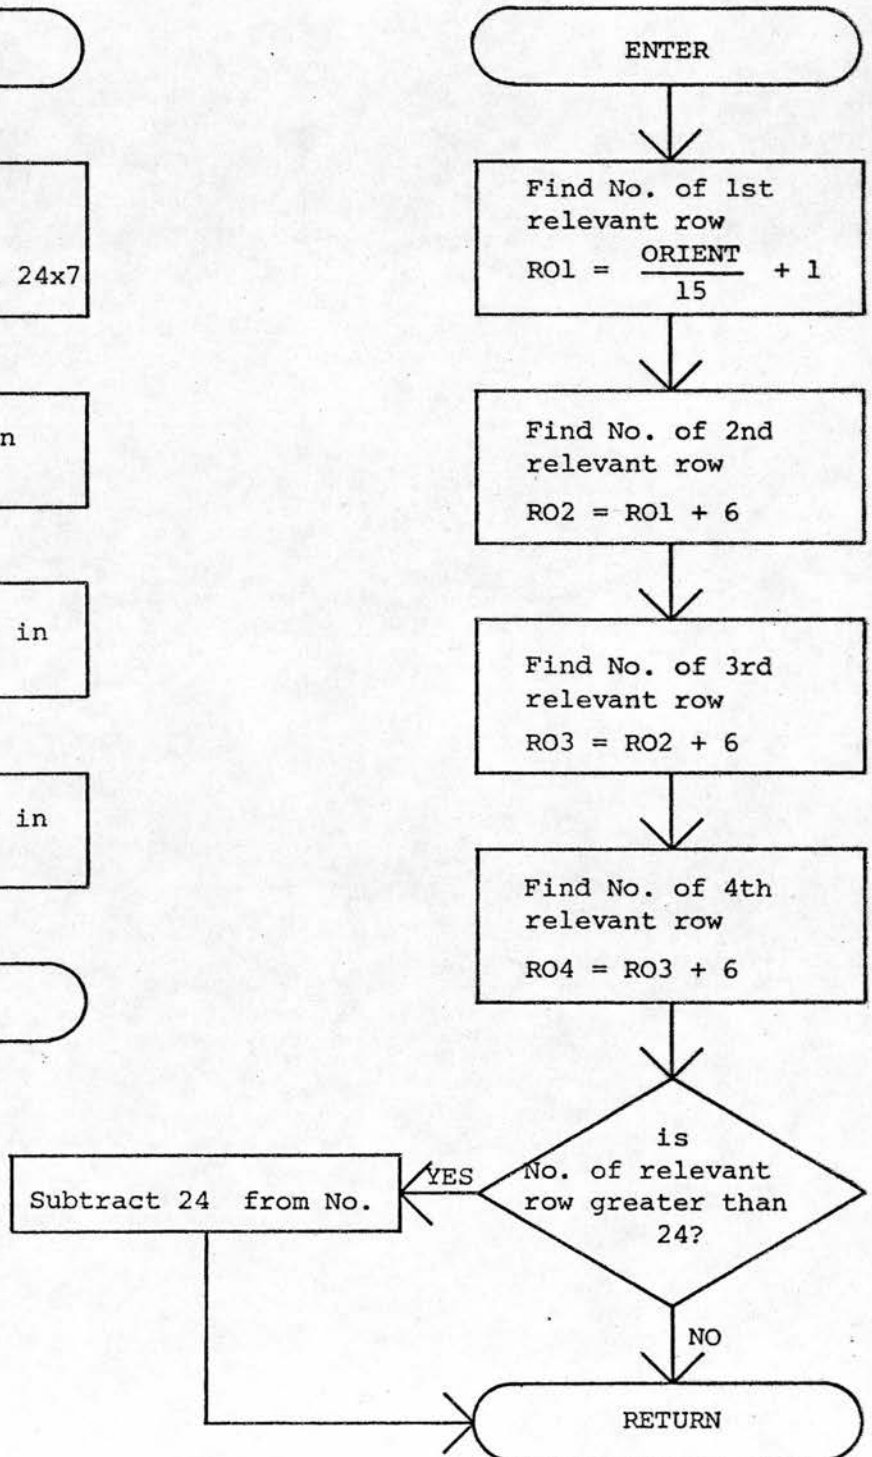 24x7
n
in
in
ENTER
Find No. of 1st
relevant row
RO1 = ORIENT
15
+ 1
Find No. of 2nd
relevant row
RO2 = RO1 + 6
Find No. of 3rd
relevant row
RO3 = RO2 + 6
Find No. of 4th
relevant row
RO4 = RO3 + 6
is
No. of relevant
row greater than
24?
YES
Subtract 24 from No.
NO
RETURN